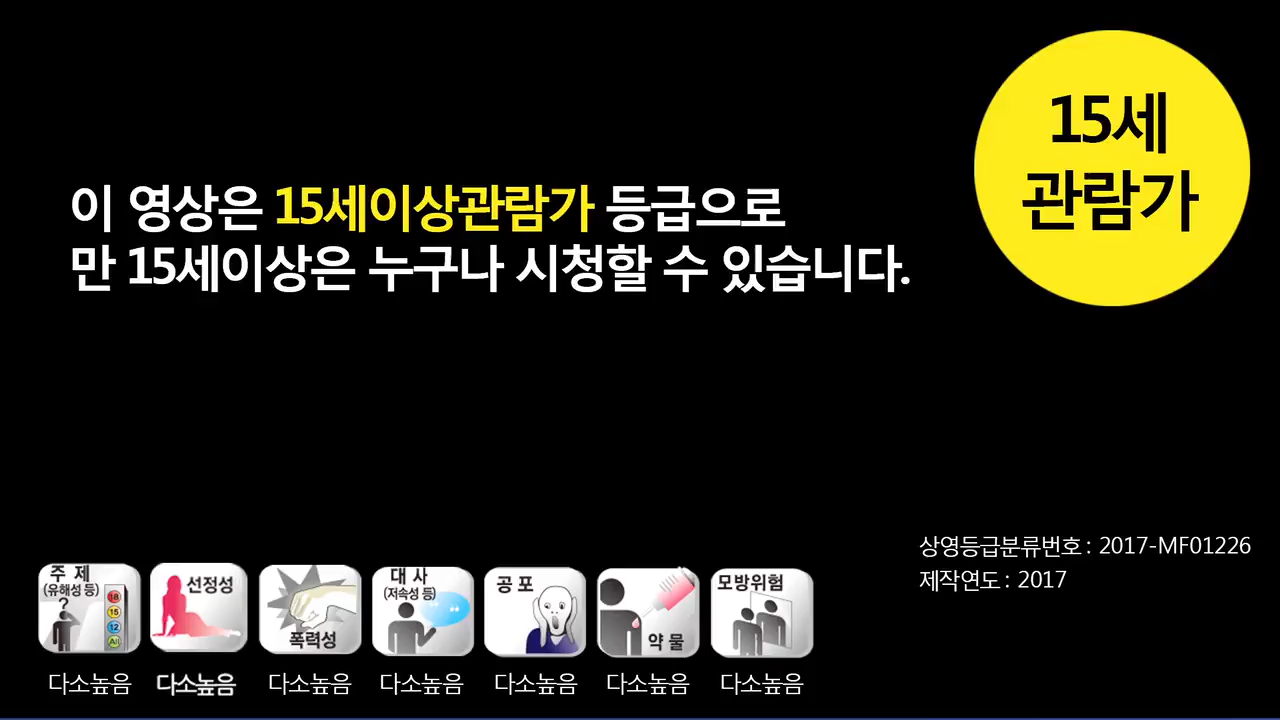 15세
관람가
이 영상은 15세이상관람가 등급으로
만 15세이상은 누구나 시청할 수 있습니다.
상영등급분류번호 : 2017-MF01226
제작연도 : 2017
주 제
(유해성 등)
?
18
15
12
All
선정성
폭력성
대 사
(저속성 등)
공 포
약 물
모방위험
다소높음 다소높음 다소높음 다소높음 다소높음 다소높음 다소높음